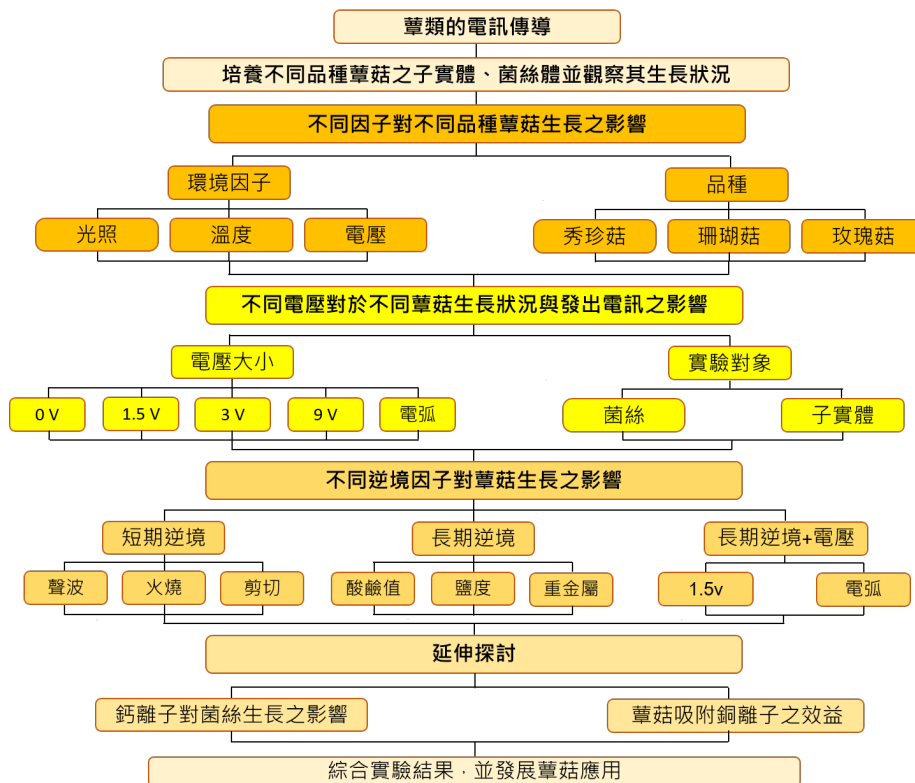 蕈類的電訊傳導
培養不同品種蕈菇之子實體、菌絲體並觀察其生長狀況
不同因子對不同品種蕈菇生長之影響
環境因子
品種
光照
溫度
電壓
秀珍菇
珊瑚菇
玫瑰菇
不同電壓對於不同蕈菇生長狀況與發出電訊之影響
電壓大小
實驗對象
0 V
1.5 V
3 V
9 V
電弧
菌絲
子實體
不同逆境因子對蕈菇生長之影響
短期逆境
長期逆境
長期逆境+電壓
聲波
火燒
剪切
酸鹼值
鹽度
重金屬
1.5v
電弧
延伸探討
鈣離子對菌絲生長之影響
蕈菇吸附銅離子之效益
綜合實驗結果，並發展蕈菇應用